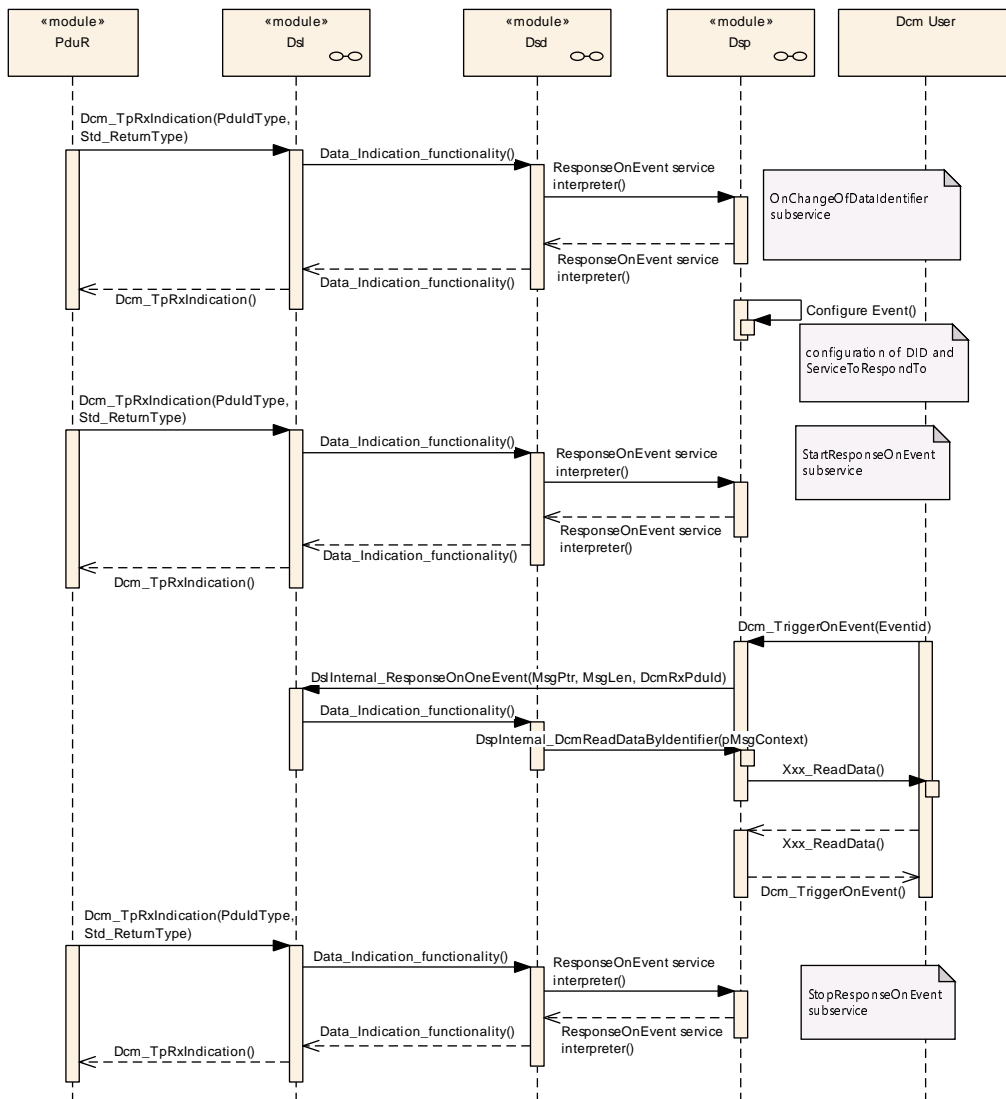 «module»
PduR
«module»
Dsl
«module»
Dsd
«module»
Dsp
Dcm User
Dcm_TpRxIndication(PduIdType,
Std_ReturnType)
Data_Indication_functionality()
ResponseOnEvent service
interpreter()
OnChangeOfDataIdentifier
subservice
ResponseOnEvent service
interpreter()
Data_Indication_functionality()
Dcm_TpRxIndication()
Configure Event()
configuration of DID and
ServiceToRespondTo
Dcm_TpRxIndication(PduIdType,
Std_ReturnType)
Data_Indication_functionality()
ResponseOnEvent service
interpreter()
StartResponseOnEvent
subservice
ResponseOnEvent service
interpreter()
Data_Indication_functionality()
Dcm_TpRxIndication()
Dcm_TriggerOnEvent(Eventid)
DslInternal_ResponseOnOneEvent(MsgPtr, MsgLen, DcmRxPduId)
Data_Indication_functionality()
DspInternal_DcmReadDataByIdentifier(pMsgContext)
Xxx_ReadData()
Xxx_ReadData()
Dcm_TriggerOnEvent()
Dcm_TpRxIndication(PduIdType,
Std_ReturnType)
Data_Indication_functionality()
ResponseOnEvent service
interpreter()
StopResponseOnEvent
subservice
ResponseOnEvent service
interpreter()
Data_Indication_functionality()
Dcm_TpRxIndication()